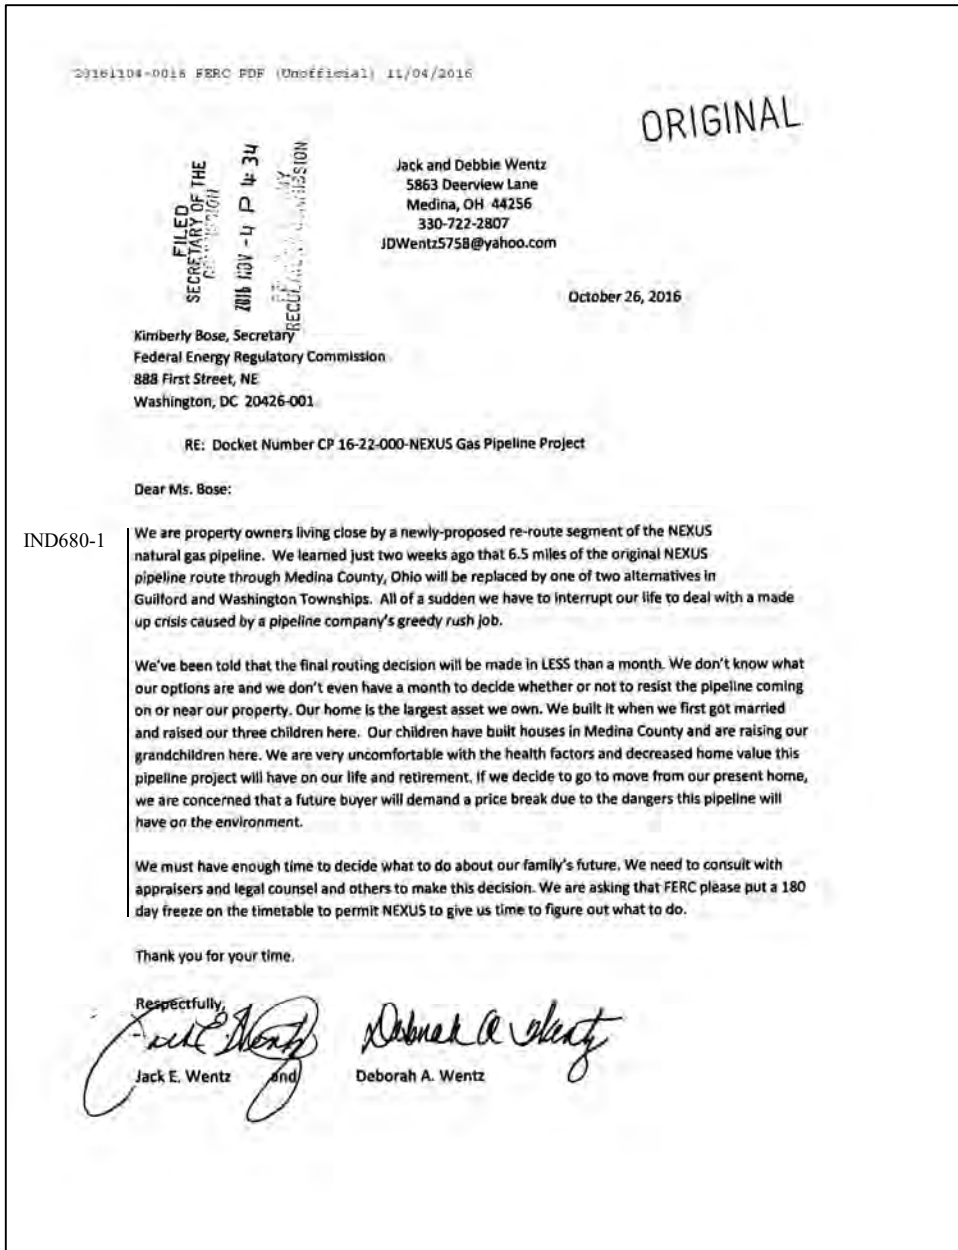 20161104-0018 FERC PDF (Unofficial) 11/04/2016
ORIGINAL
FILED
SECRETARY OF THE
COMMISSION
2016 NOV -4 P 4: 34
REGULATORY COMMISSION
Jack and Debbie Wentz
5863 Deerview Lane
Medina, OH 44256
330-722-2807
JDWentz5758@yahoo.com
October 26, 2016
Kimberly Bose, Secretary
Federal Energy Regulatory Commission
888 First Street, NE
Washington, DC 20426-001
RE: Docket Number CP 16-22-000-NEXUS Gas Pipeline Project
Dear Ms. Bose:
IND680-1
We are property owners living close by a newly-proposed re-route segment of the NEXUS
natural gas pipeline. We learned just two weeks ago that 6.5 miles of the original NEXUS
pipeline route through Medina County, Ohio will be replaced by one of two alternatives in
Guilford and Washington Townships. All of a sudden we have to interrupt our life to deal with a made
up crisis caused by a pipeline company's greedy rush job.
We've been told that the final routing decision will be made in LESS than a month. We don't know what
our options are and we don't even have a month to decide whether or not to resist the pipeline coming
on or near our property. Our home is the largest asset we own. We built it when we first got married
and raised our three children here. Our children have built houses in Medina County and are raising our
grandchildren here. We are very uncomfortable with the health factors and decreased home value this
pipeline project will have on our life and retirement. If we decide to go to move from our present home,
we are concerned that a future buyer will demand a price break due to the dangers this pipeline will
have on the environment.
We must have enough time to decide what to do about our family's future. We need to consult with
appraisers and legal counsel and others to make this decision. We are asking that FERC please put a 180
day freeze on the timetable to permit NEXUS to give us time to figure out what to do.
Thank you for your time.
Respectfully,
Jack E. Wentz Deborah A. Wentz
Jack E. Wentz and Deborah A. Wentz